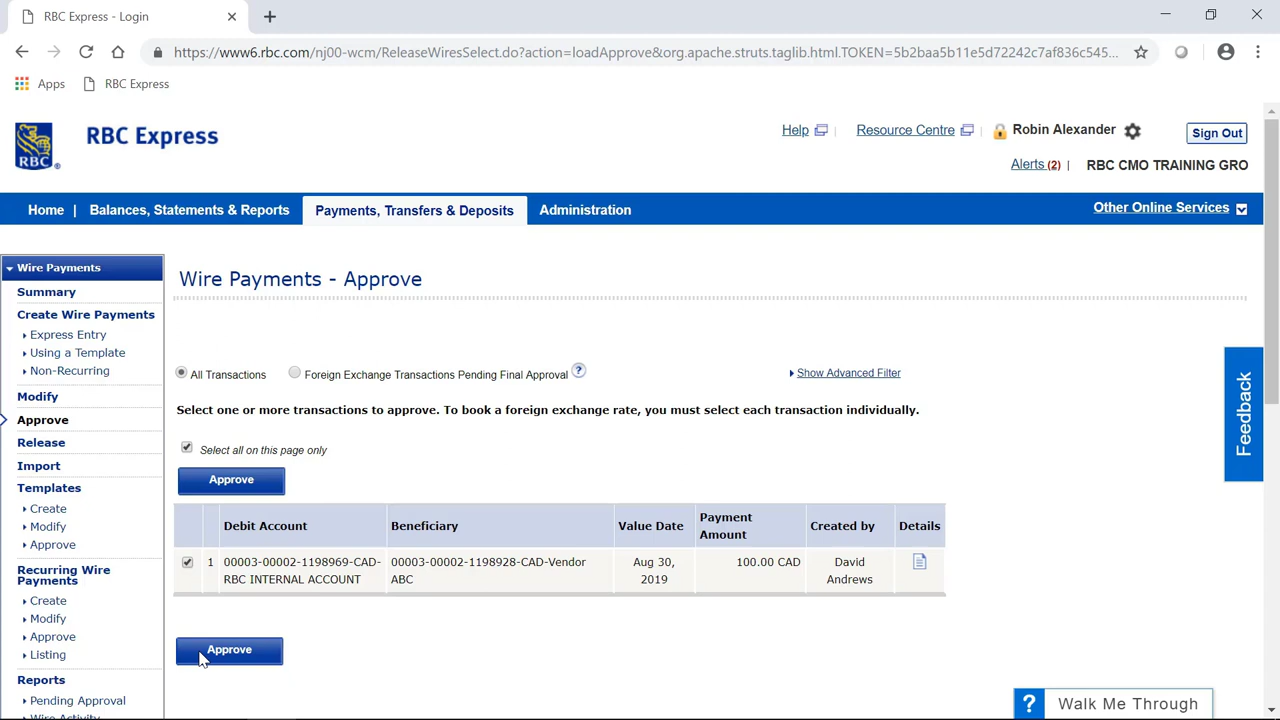 RBC Express - Login
https://www6.rbc.com/nj00-wcm/ReleaseWiresSelect.do?action=loadApprove&org.apache.struts.taglib.html.TOKEN=5b2baa5b11e5d72242c7af836c545...
Apps RBC Express
RBC
RBC Express
Help | Resource Centre | Robin Alexander Sign Out
Alerts (2) | RBC CMO TRAINING GRO
Home | Balances, Statements & Reports Payments, Transfers & Deposits Administration Other Online Services
Wire Payments
Summary
Create Wire Payments
Express Entry
Using a Template
Non-Recurring
Modify
Approve
Release
Import
Templates
Create
Modify
Approve
Recurring Wire
Payments
Create
Modify
Approve
Listing
Reports
Pending Approval
Wire Activity
Wire Payments - Approve
All Transactions Foreign Exchange Transactions Pending Final Approval ? Show Advanced Filter
Select one or more transactions to approve. To book a foreign exchange rate, you must select each transaction individually.
Select all on this page only
Approve
Debit Account Beneficiary Value Date Payment Amount Created by Details
1 00003-00002-1198969-CAD-RBC INTERNAL ACCOUNT 00003-00002-1198928-CAD-Vendor ABC Aug 30, 2019 100.00 CAD David Andrews
Approve
Feedback
? Walk Me Through